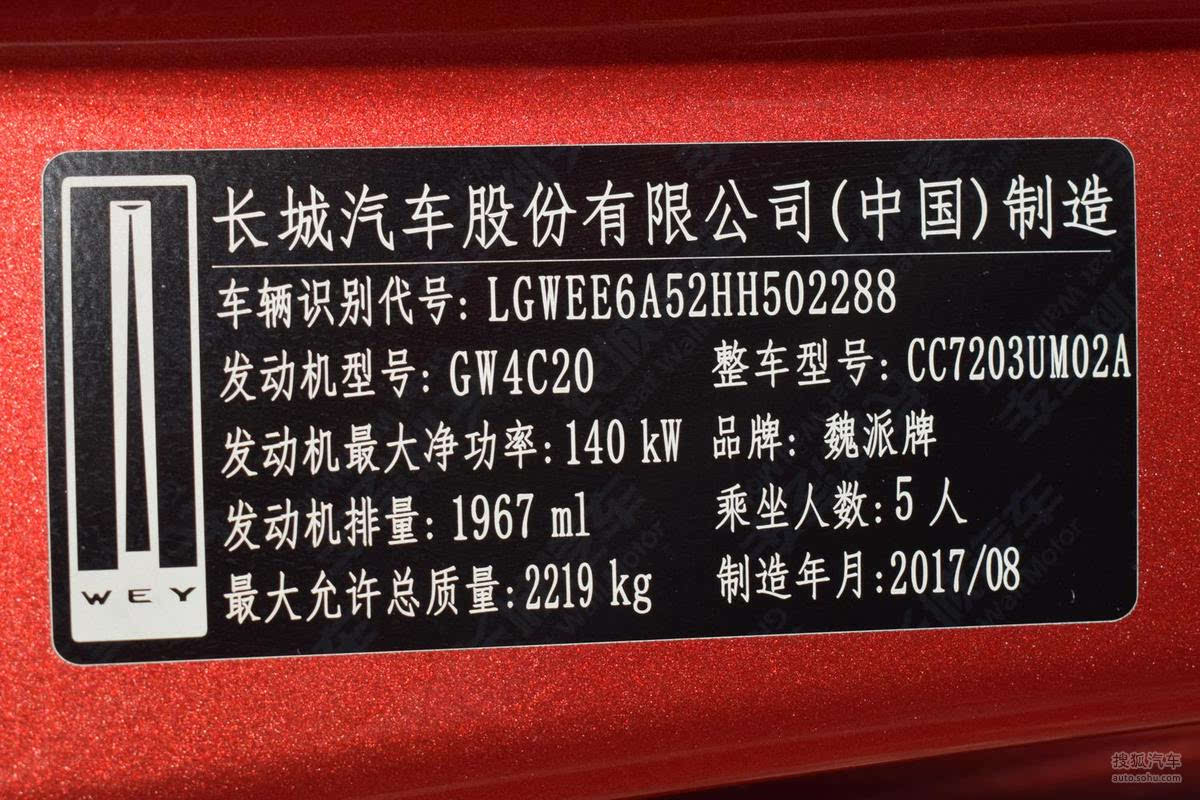 长城汽车股份有限公司(中国)制造
车辆识别代号: LGWEE6A52HH502288
发动机型号: GW4C20 整车型号: CC7203UM02A
发动机最大净功率:140 kW 品牌: 魏派牌
发动机排量: 1967 ml 乘坐人数:5 人
最大允许总质量:2219 kg 制造年月:2017/08
WEY
搜狐汽车
auto.sohu.com